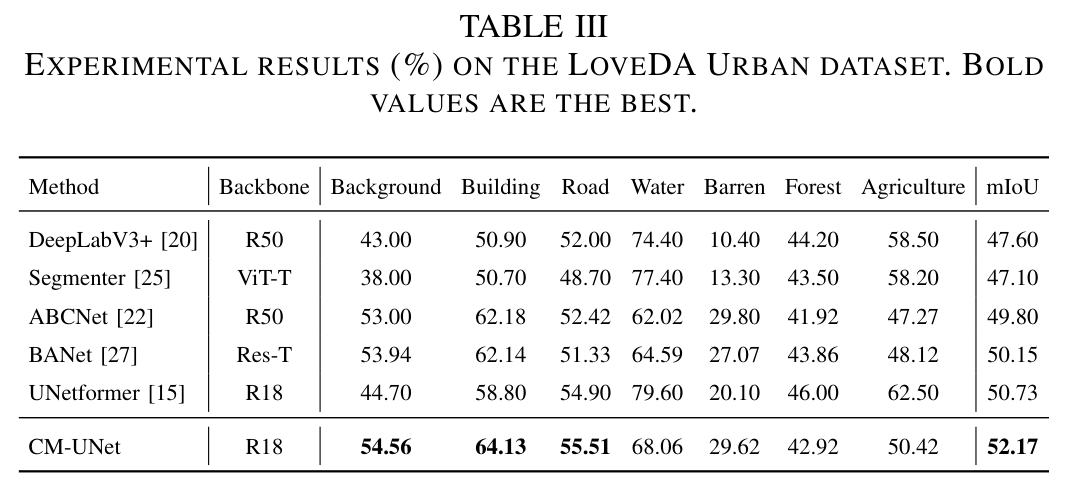 TABLE III
EXPERIMENTAL RESULTS (%) ON THE LOVEDA URBAN DATASET. BOLD
VALUES ARE THE BEST.
Method Backbone Background Building Road Water Barren Forest Agriculture mIoU
DeepLabV3+ [20] R50 43.00 50.90 52.00 74.40 10.40 44.20 58.50 47.60
Segmenter [25] ViT-T 38.00 50.70 48.70 77.40 13.30 43.50 58.20 47.10
ABCNet [22] R50 53.00 62.18 52.42 62.02 29.80 41.92 47.27 49.80
BANet [27] Res-T 53.94 62.14 51.33 64.59 27.07 43.86 48.12 50.15
UNetformer [15] R18 44.70 58.80 54.90 79.60 20.10 46.00 62.50 50.73
CM-UNet R18 54.56 64.13 55.51 68.06 29.62 42.92 50.42 52.17